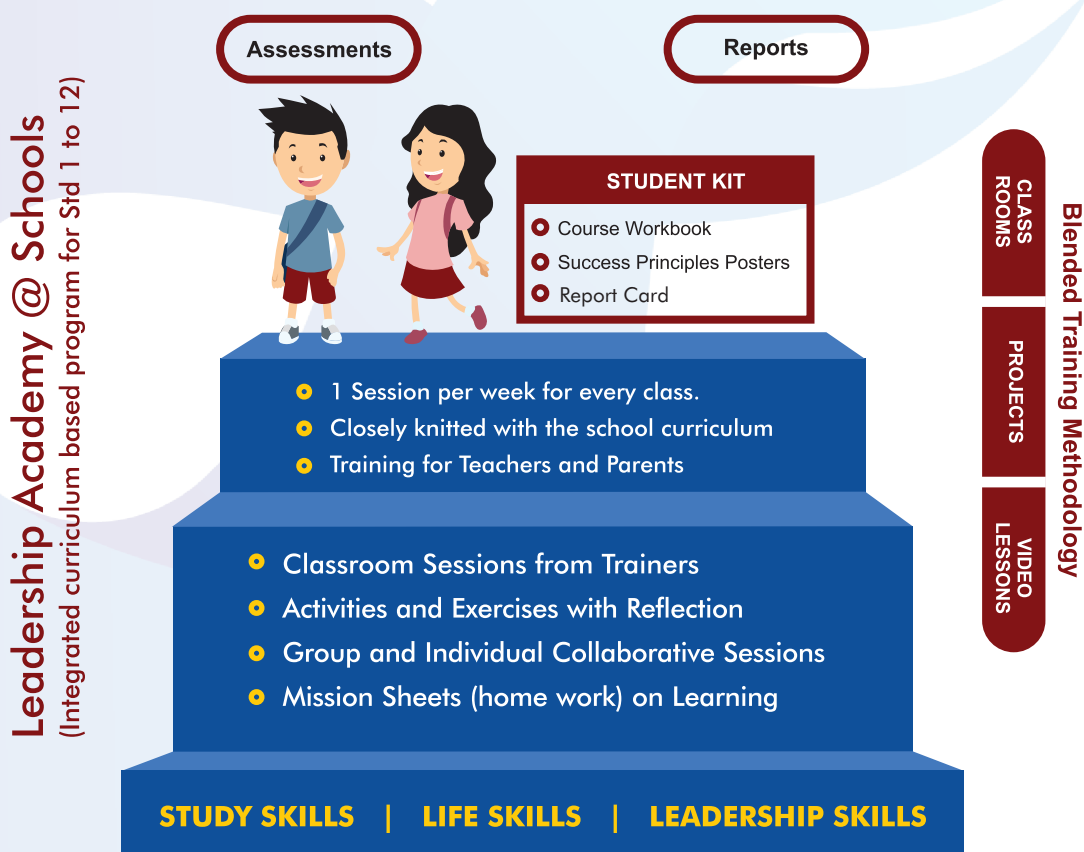 Assessments
Reports
Leadership Academy @ Schools
(Integrated curriculum based program for Std 1 to 12)
STUDENT KIT
Course Workbook
Success Principles Posters
Report Card
1 Session per week for every class.
Closely knitted with the school curriculum
Training for Teachers and Parents
Classroom Sessions from Trainers
Activities and Exercises with Reflection
Group and Individual Collaborative Sessions
Mission Sheets (home work) on Learning
STUDY SKILLS | LIFE SKILLS | LEADERSHIP SKILLS
Blended Training Methodology
CLASS
ROOMS
PROJECTS
VIDEO
LESSONS